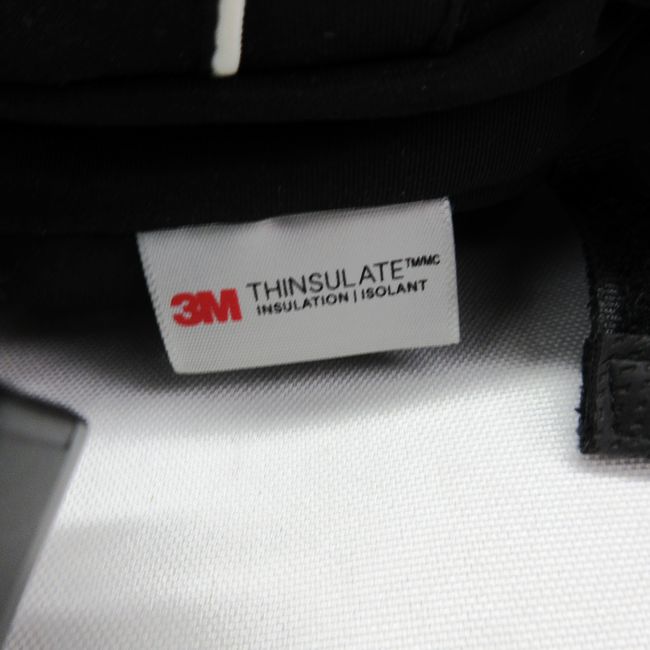 3M THINSULATE™/MC
INSULATION | ISOLANT